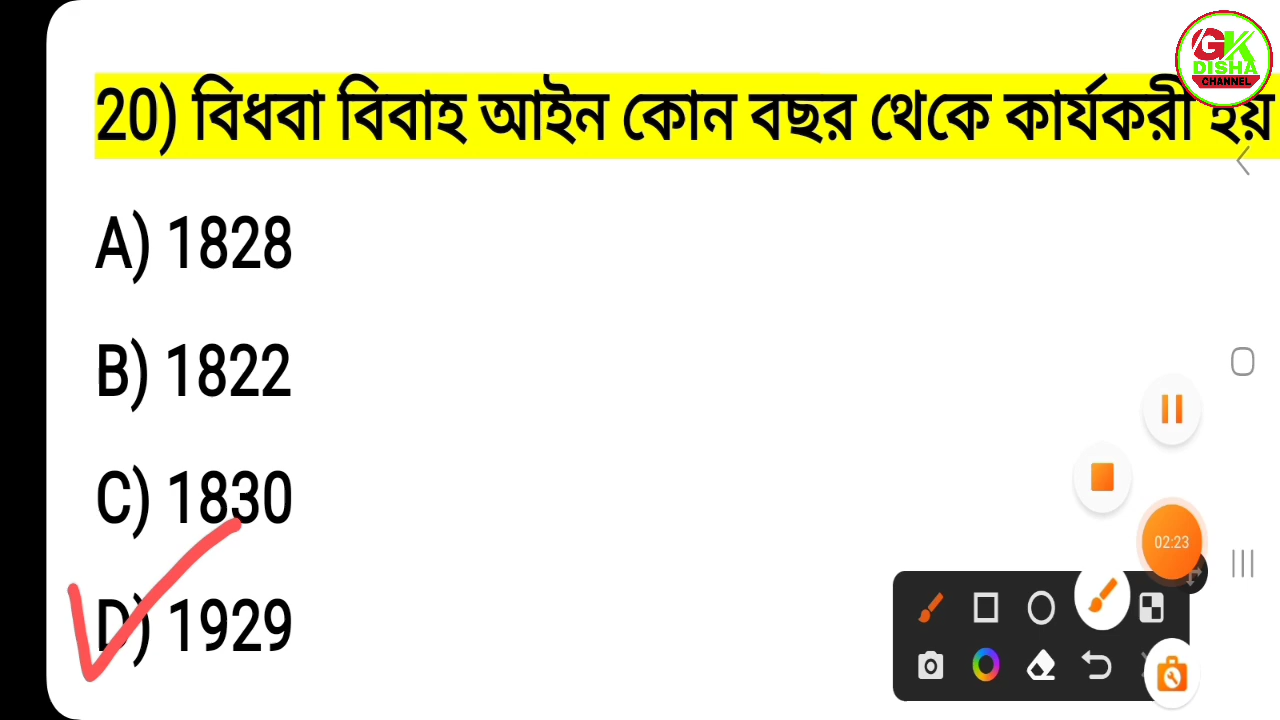 GK
DISHA
CHANNEL
20) বিধবা বিবাহ আইন কোন বছর থেকে কার্যকরী হয়
A) 1828
B) 1822
C) 1830
D) 1929
02:23